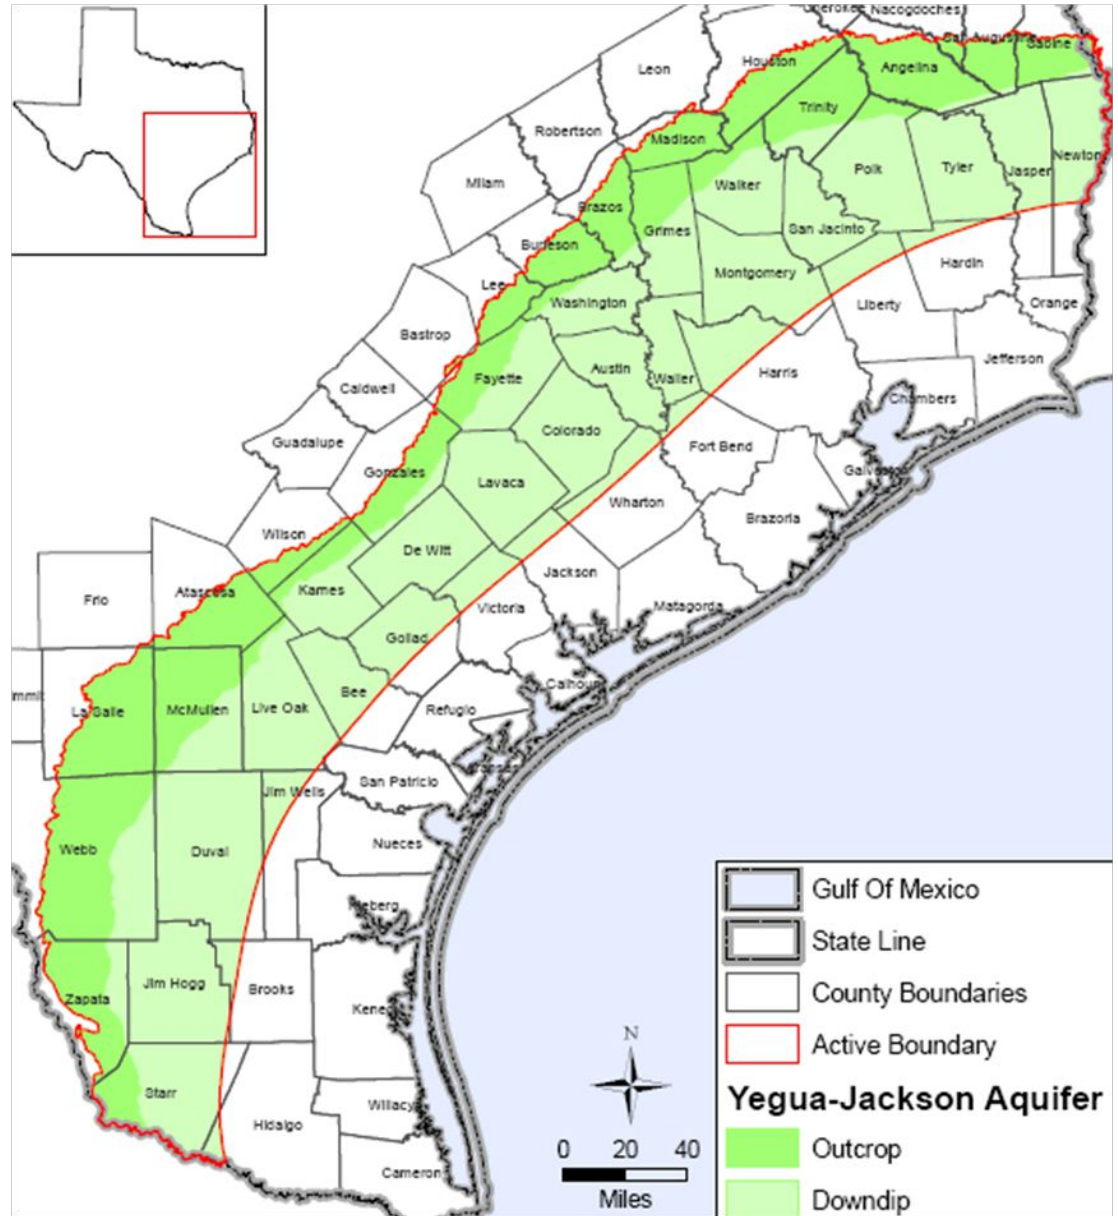 Cherokee Nacogdoches
San Augustine Sabine
Houston
Leon
Angelina
Trinity
Robertson
Madison
Milam
Walker
Polk
Tyler
Jasper
Newton
Brazos
Grimes
San Jacinto
Burleson
Montgomery
Hardin
Lee
Washington
Liberty
Orange
Bastrop
Jefferson
Fayette
Austin
Waller
Harris
Caldwell
Chambers
Colorado
Guadalupe
Fort Bend
Gonzales
Lavaca
Galveston
Wharton
Wilson
Brazoria
De Witt
Jackson
Frio
Atascosa
Karnes
Victoria
Matagorda
Goliad
Calhoun
mmit
La Salle
McMullen
Live Oak
Bee
Refugio
Aransas
San Patricio
Jim Wells
Nueces
Webb
Duval
Kleberg
Jim Hogg
Brooks
Zapata
Kenedy
Starr
Willacy
Hidalgo
Cameron
N
0 20 40
Miles
Gulf Of Mexico
State Line
County Boundaries
Active Boundary
Yegua-Jackson Aquifer
Outcrop
Downdip